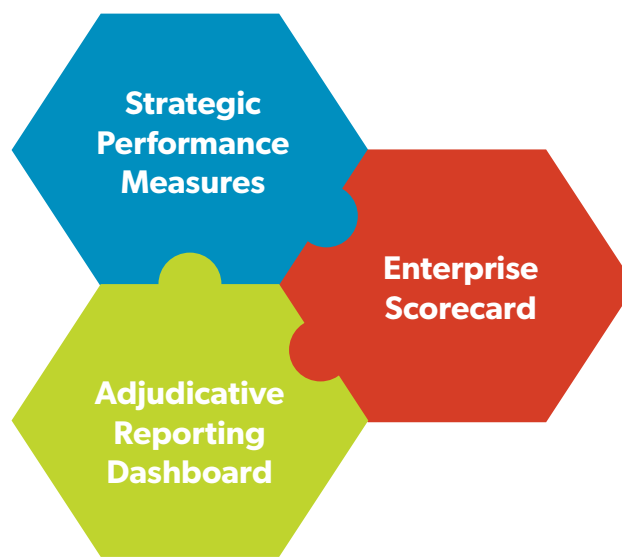 Strategic
Performance
Measures
Enterprise
Scorecard
Adjudicative
Reporting
Dashboard